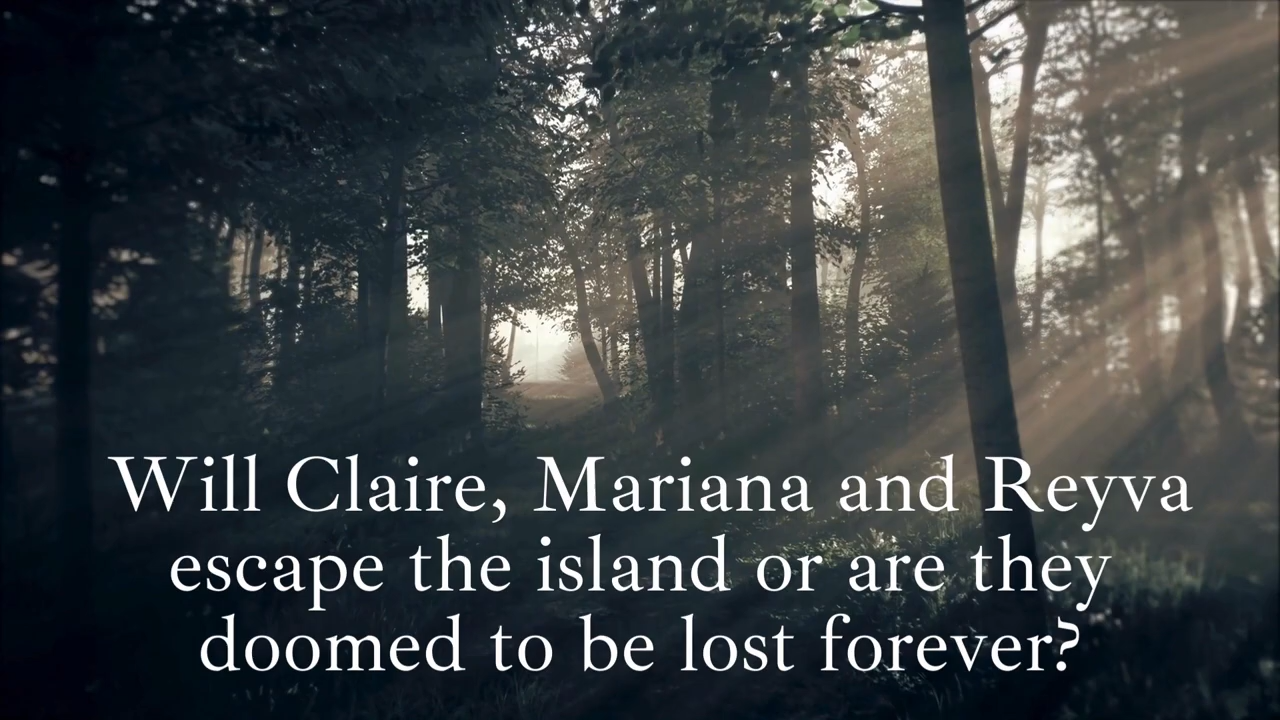 Will Claire, Mariana and Reyva
escape the island or are they
doomed to be lost forever?